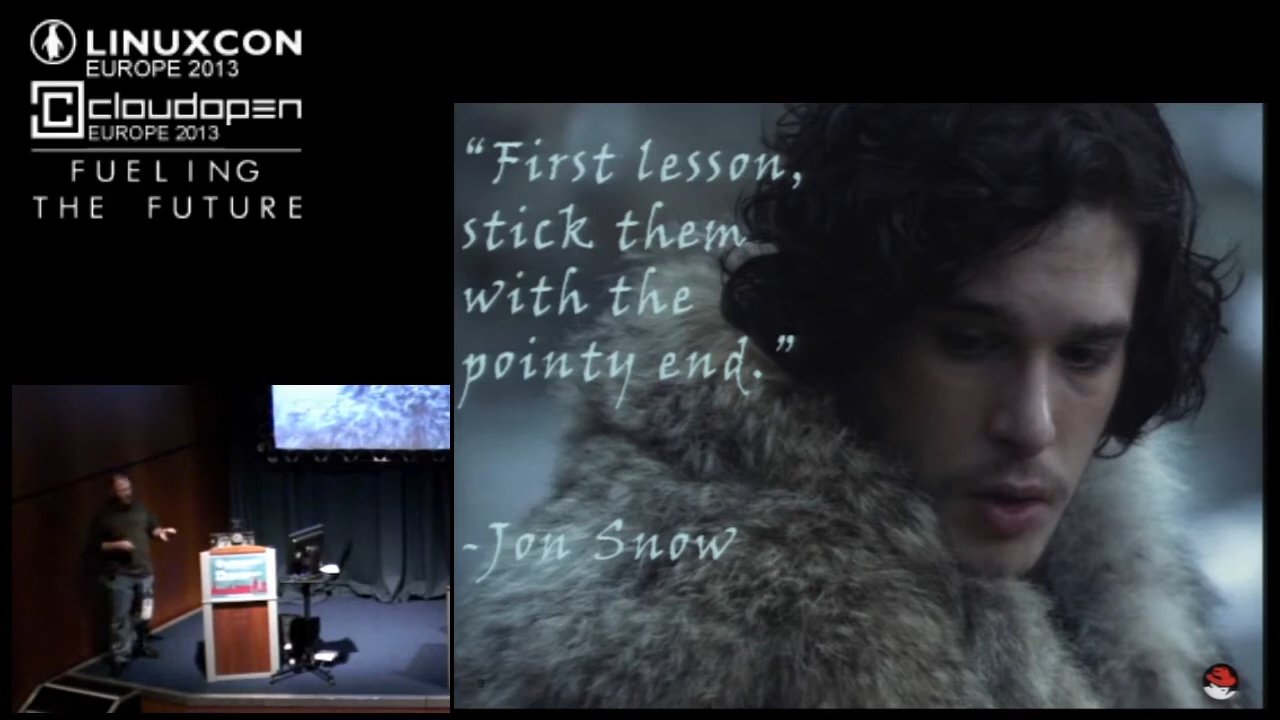 LINUXCON
EUROPE 2013
cloudopen
EUROPE 2013
FUELING
THE FUTURE
“First lesson,
stick them
with the
pointy end.”
-Jon Snow